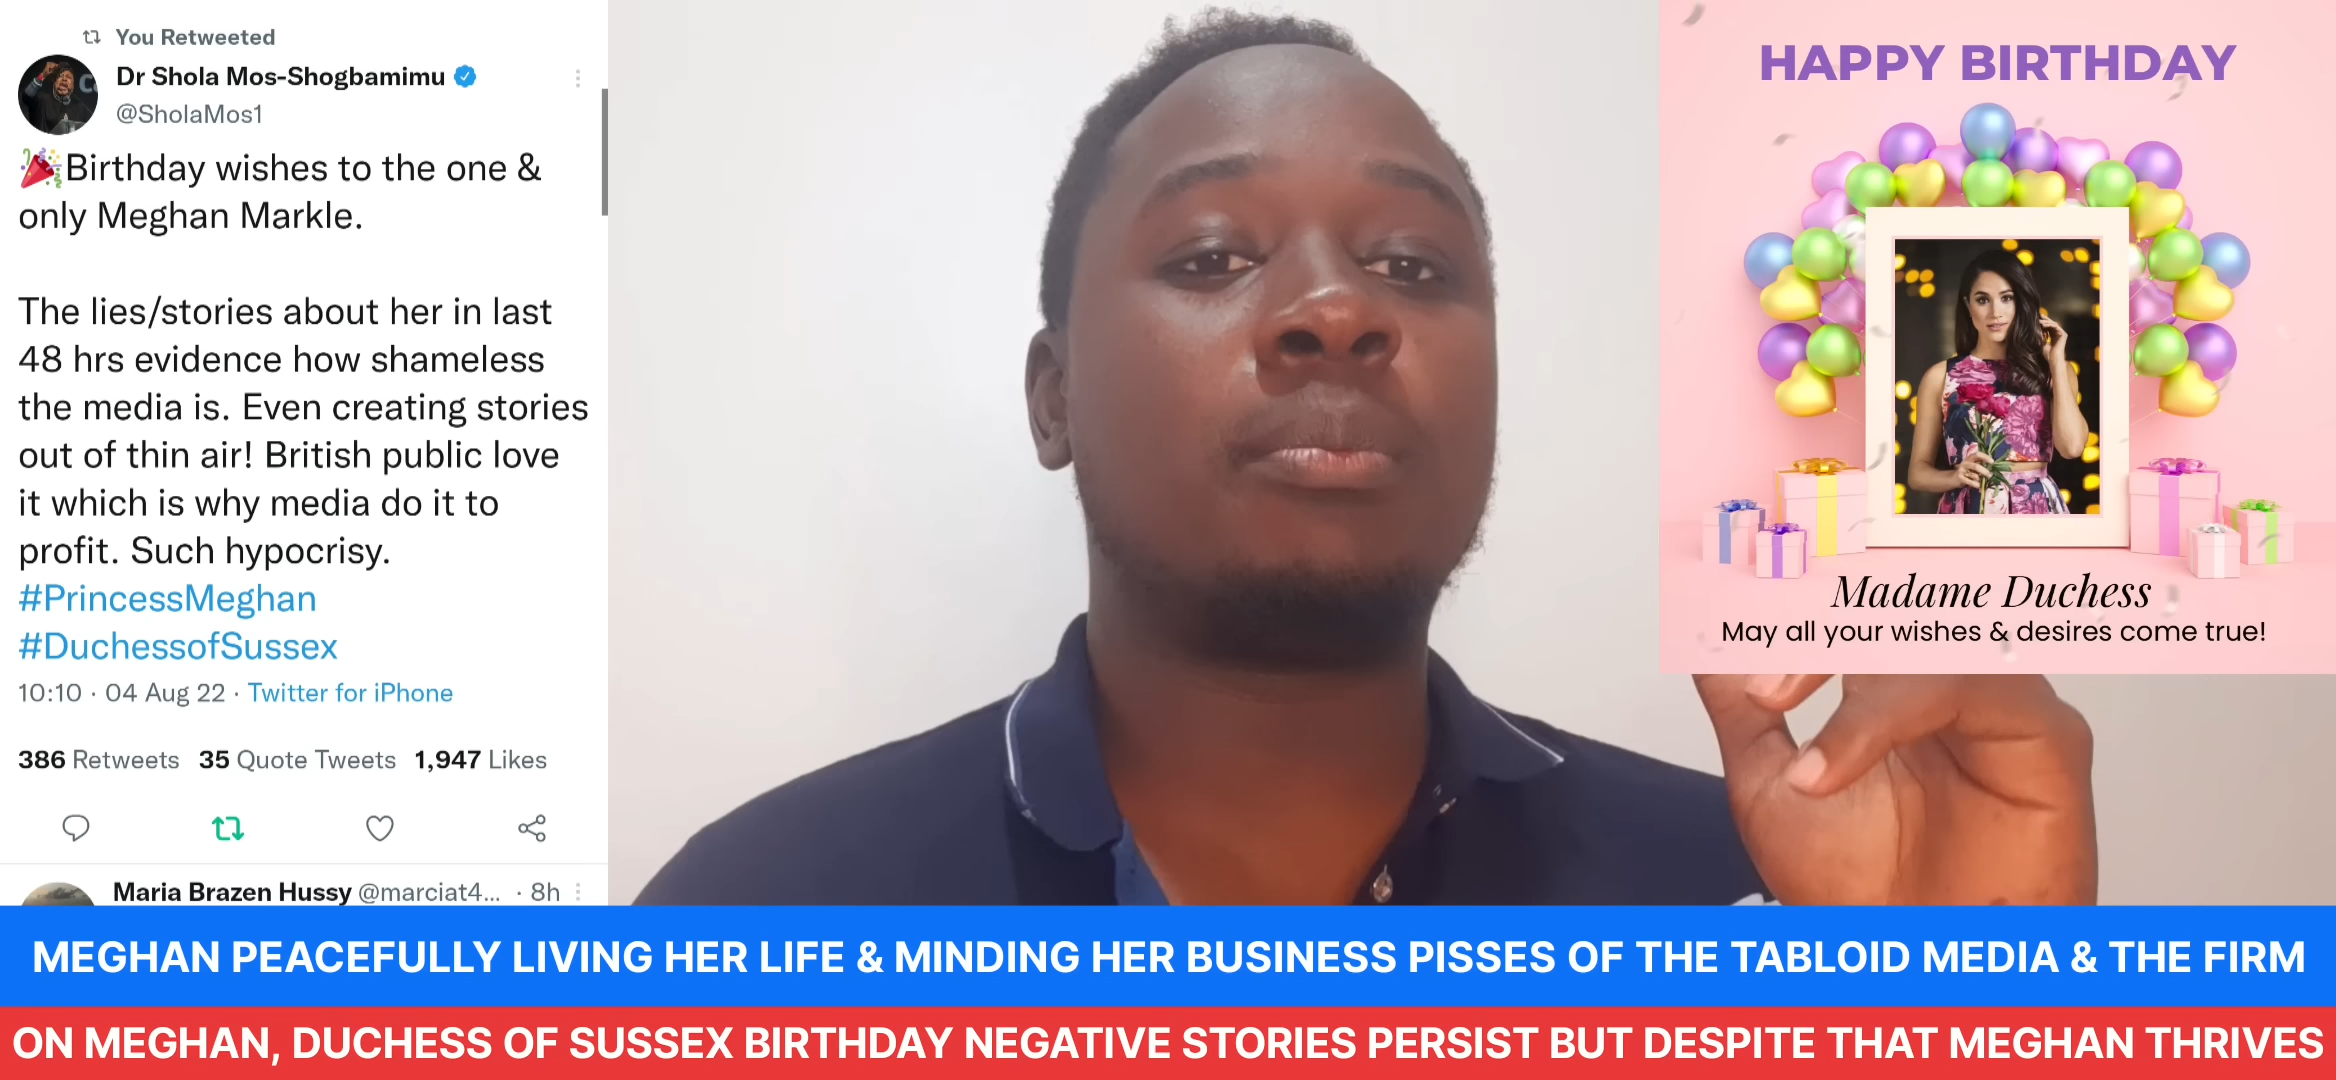 You Retweeted
Dr Shola Mos-Shogbamimu
@SholaMos1
🎉Birthday wishes to the one &
only Meghan Markle.
The lies/stories about her in last
48 hrs evidence how shameless
the media is. Even creating stories
out of thin air! British public love
it which is why media do it to
profit. Such hypocrisy.
#PrincessMeghan
#DuchessofSussex
10:10 · 04 Aug 22 · Twitter for iPhone
386 Retweets 35 Quote Tweets 1,947 Likes
Maria Brazen Hussy @marciat4... · 8h
HAPPY BIRTHDAY
Madame Duchess
May all your wishes & desires come true!
MEGHAN PEACEFULLY LIVING HER LIFE & MINDING HER BUSINESS PISSES OF THE TABLOID MEDIA & THE FIRM
ON MEGHAN, DUCHESS OF SUSSEX BIRTHDAY NEGATIVE STORIES PERSIST BUT DESPITE THAT MEGHAN THRIVES